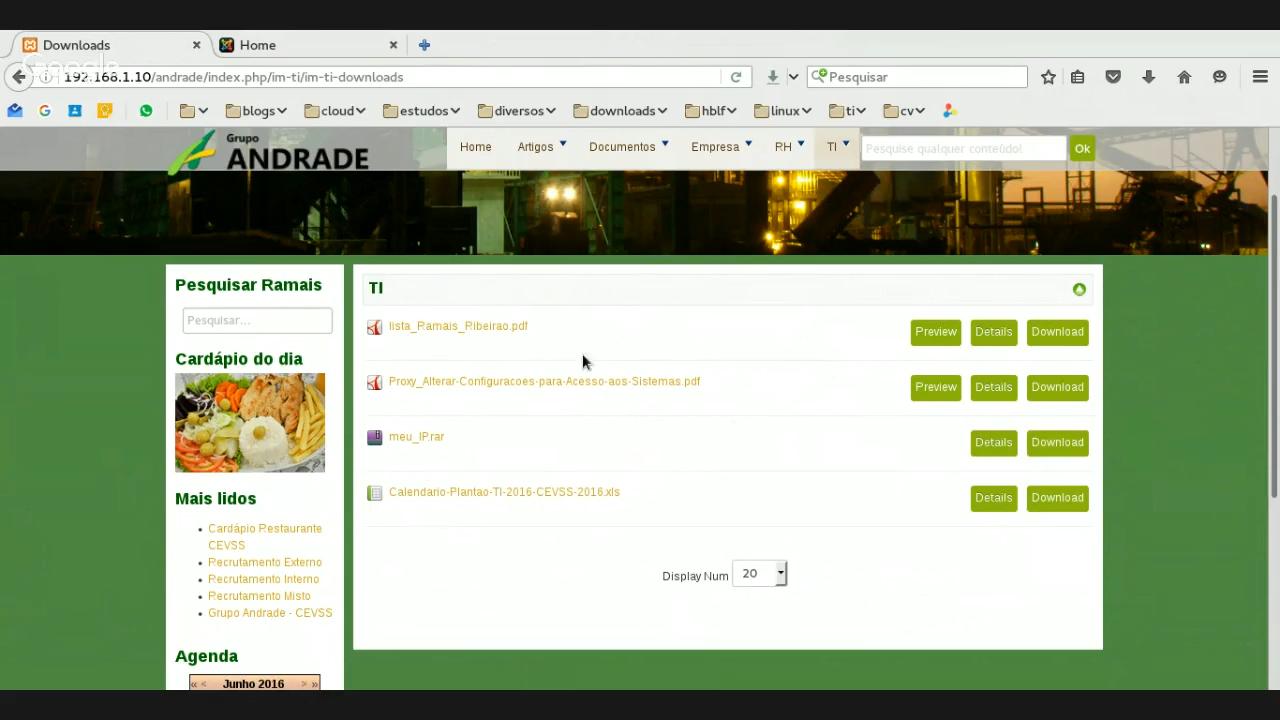 Downloads
Home
Google
192.168.1.10/andrade/index.php/im-ti/im-ti-downloads
Pesquisar
blogs
cloud
estudos
diversos
downloads
hblf
linux
ti
cv
Grupo
ANDRADE
Home
Artigos
Documentos
Empresa
RH
TI
Pesquise qualquer conteúdo!
Ok
Pesquisar Ramais
Pesquisar...
Cardápio do dia
Mais lidos
Cardápio Restaurante
CEVSS
Recrutamento Externo
Recrutamento Interno
Recrutamento Misto
Grupo Andrade - CEVSS
Agenda
« < Junho 2016 > »
TI
lista_Ramais_Ribeirao.pdf
Preview Details Download
Proxy_Alterar-Configuracoes-para-Acesso-aos-Sistemas.pdf
Preview Details Download
meu_IP.rar
Details Download
Calendario-Plantao-TI-2016-CEVSS-2016.xls
Details Download
Display Num 20